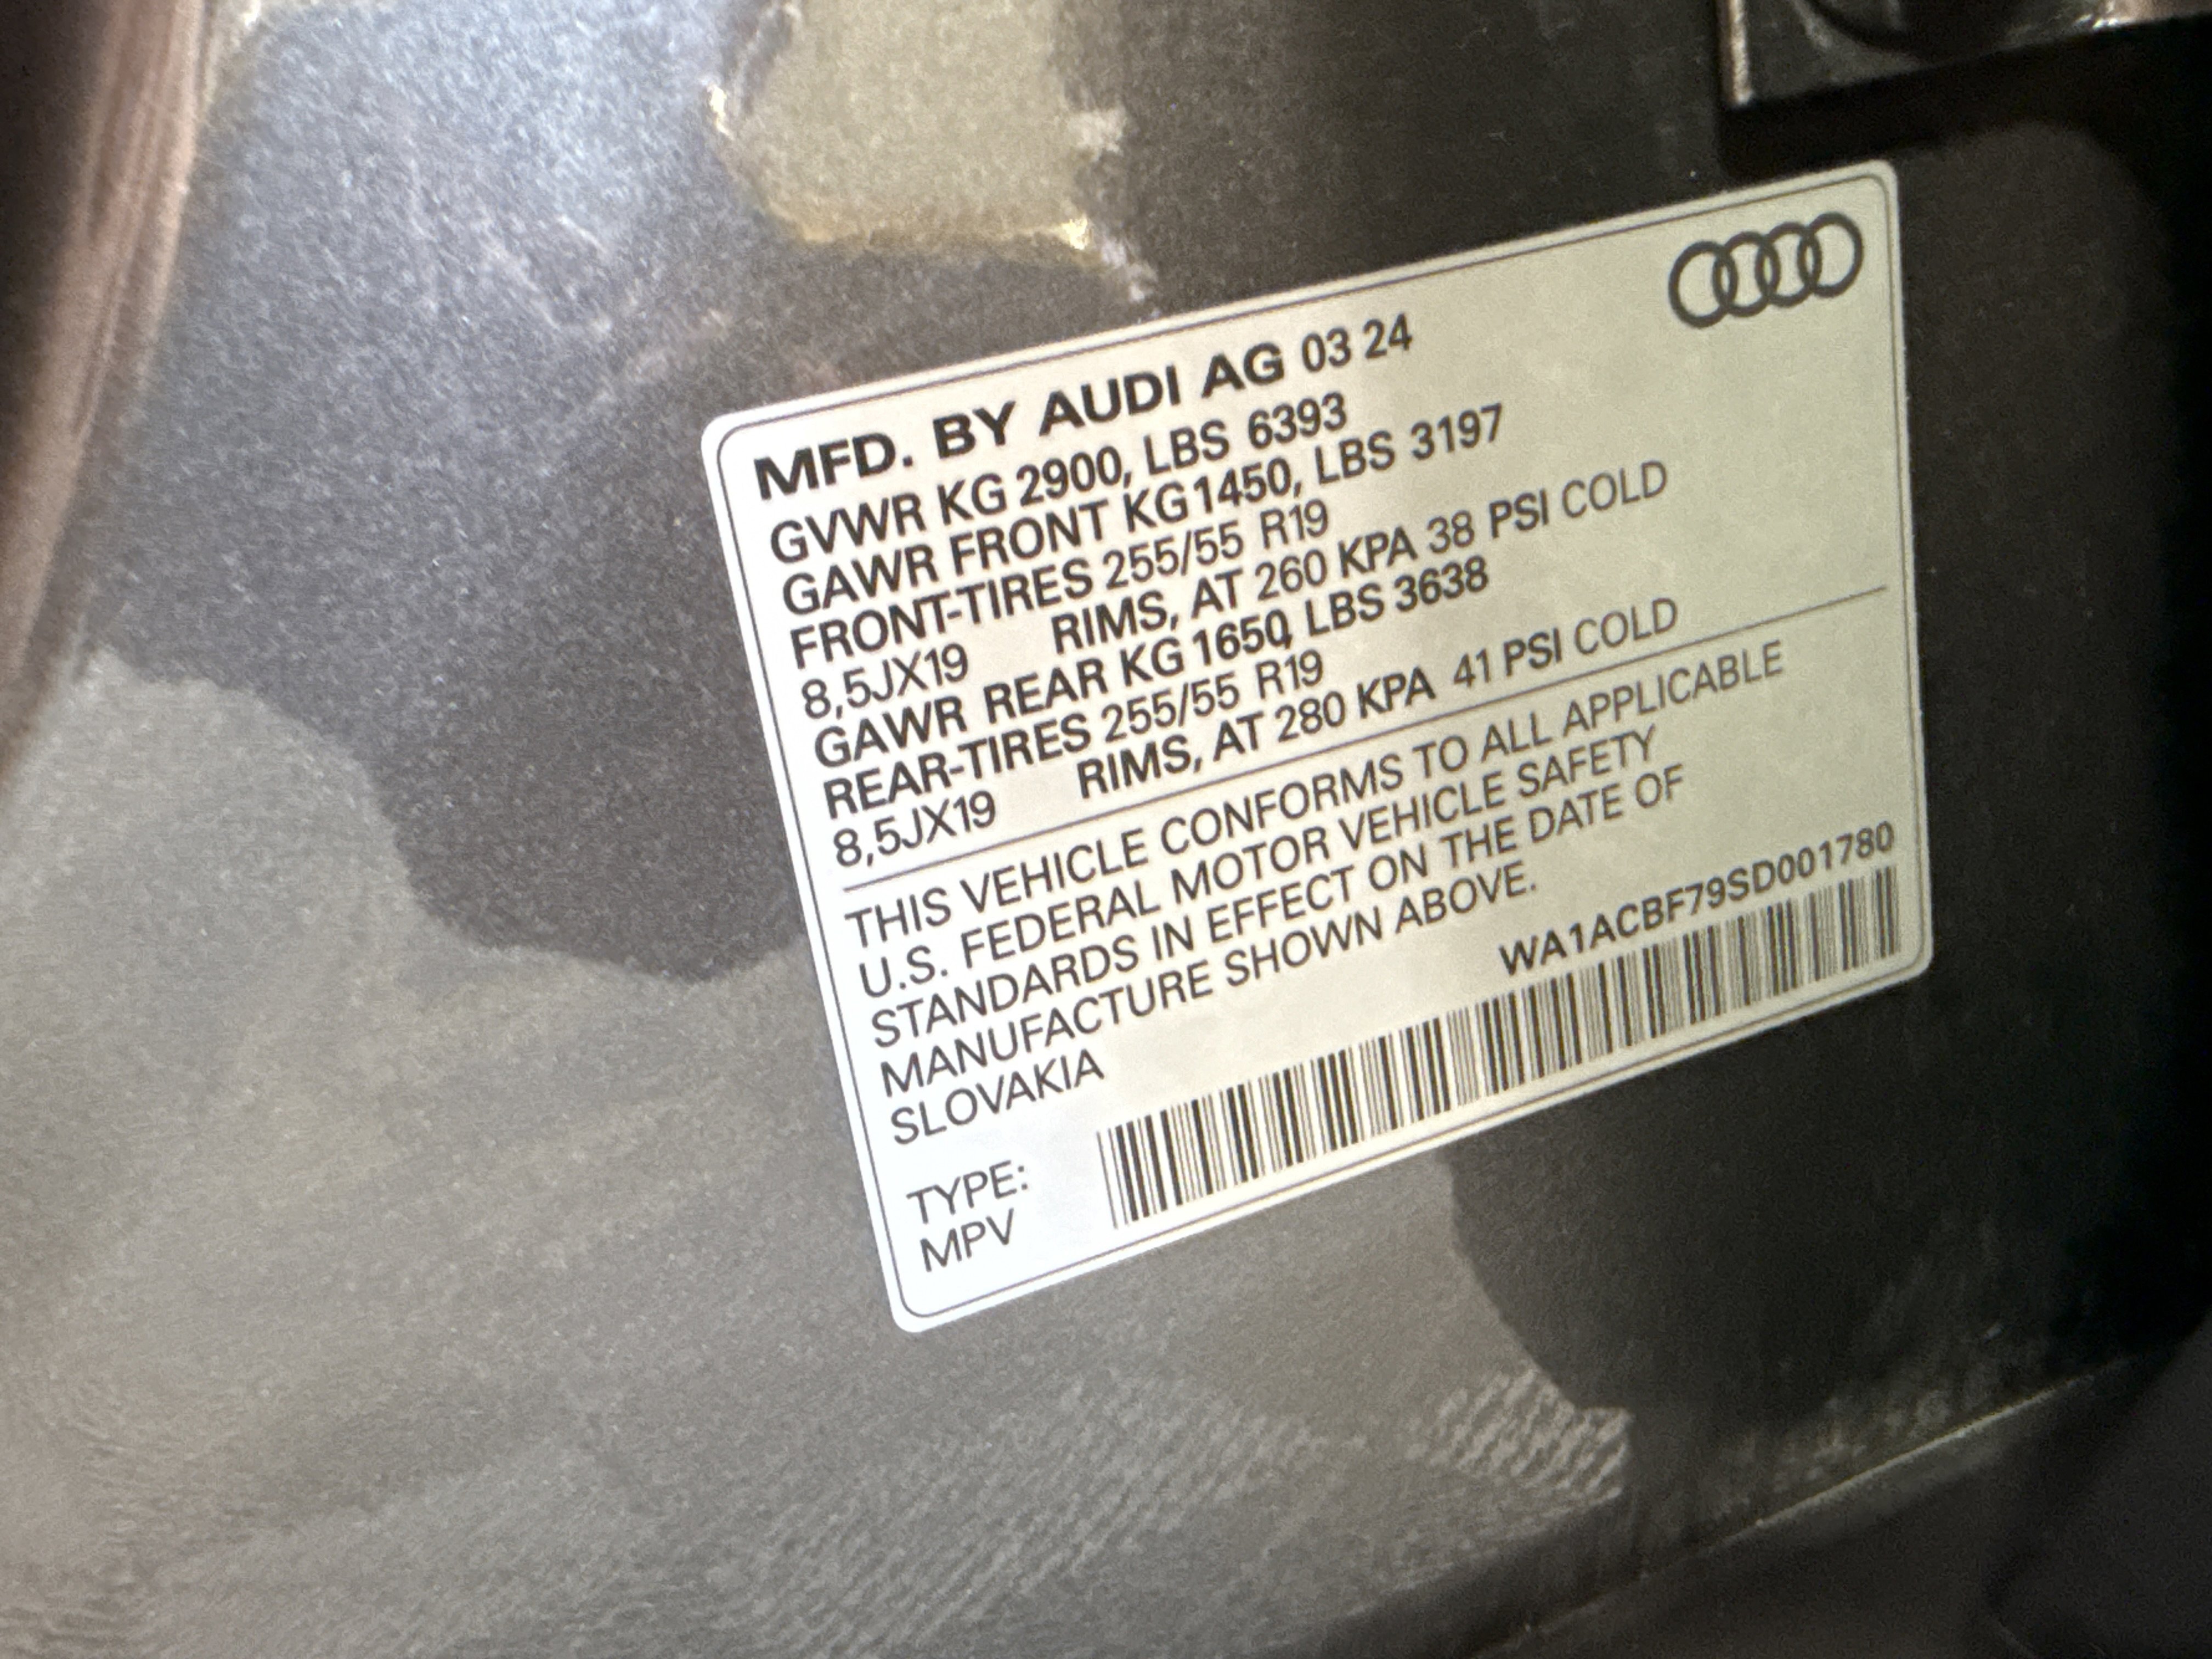 MFD. BY AUDI AG 03 24
GVWR KG 2900, LBS 6393
GAWR FRONT KG 1450, LBS 3197
FRONT-TIRES 255/55 R19
8,5JX19 RIMS, AT 260 KPA 38 PSI COLD
GAWR REAR KG 1650, LBS 3638
REAR-TIRES 255/55 R19
8,5JX19 RIMS, AT 280 KPA 41 PSI COLD
THIS VEHICLE CONFORMS TO ALL APPLICABLE
U.S. FEDERAL MOTOR VEHICLE SAFETY
STANDARDS IN EFFECT ON THE DATE OF
MANUFACTURE SHOWN ABOVE.
SLOVAKIA
WA1ACBF79SD001780
TYPE:
MPV